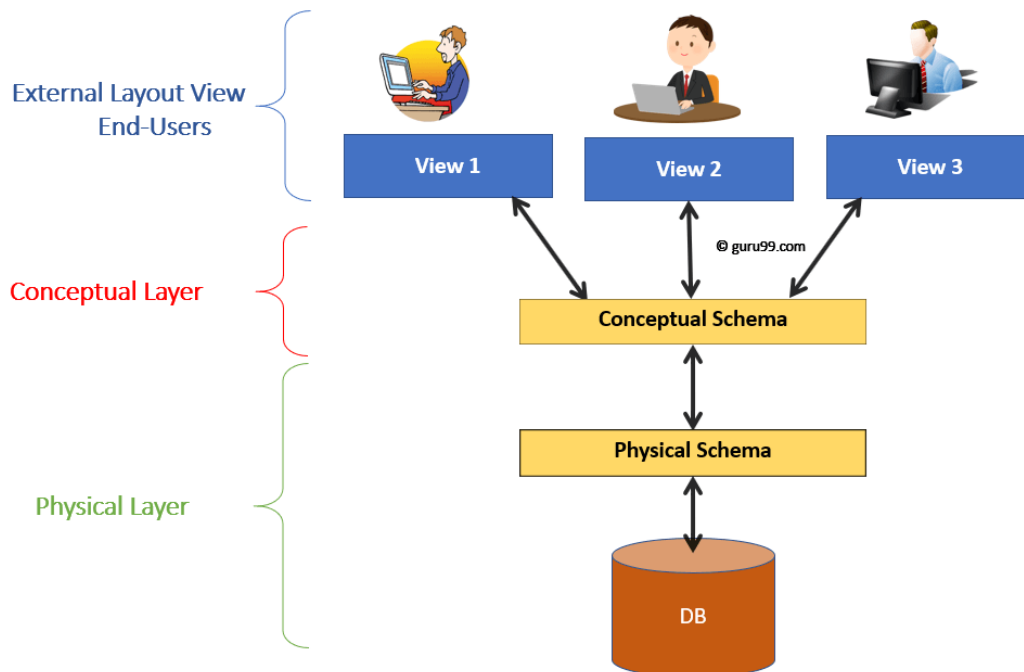 External Layout View
End-Users
View 1
View 2
View 3
© guru99.com
Conceptual Layer
Conceptual Schema
Physical Schema
Physical Layer
DB